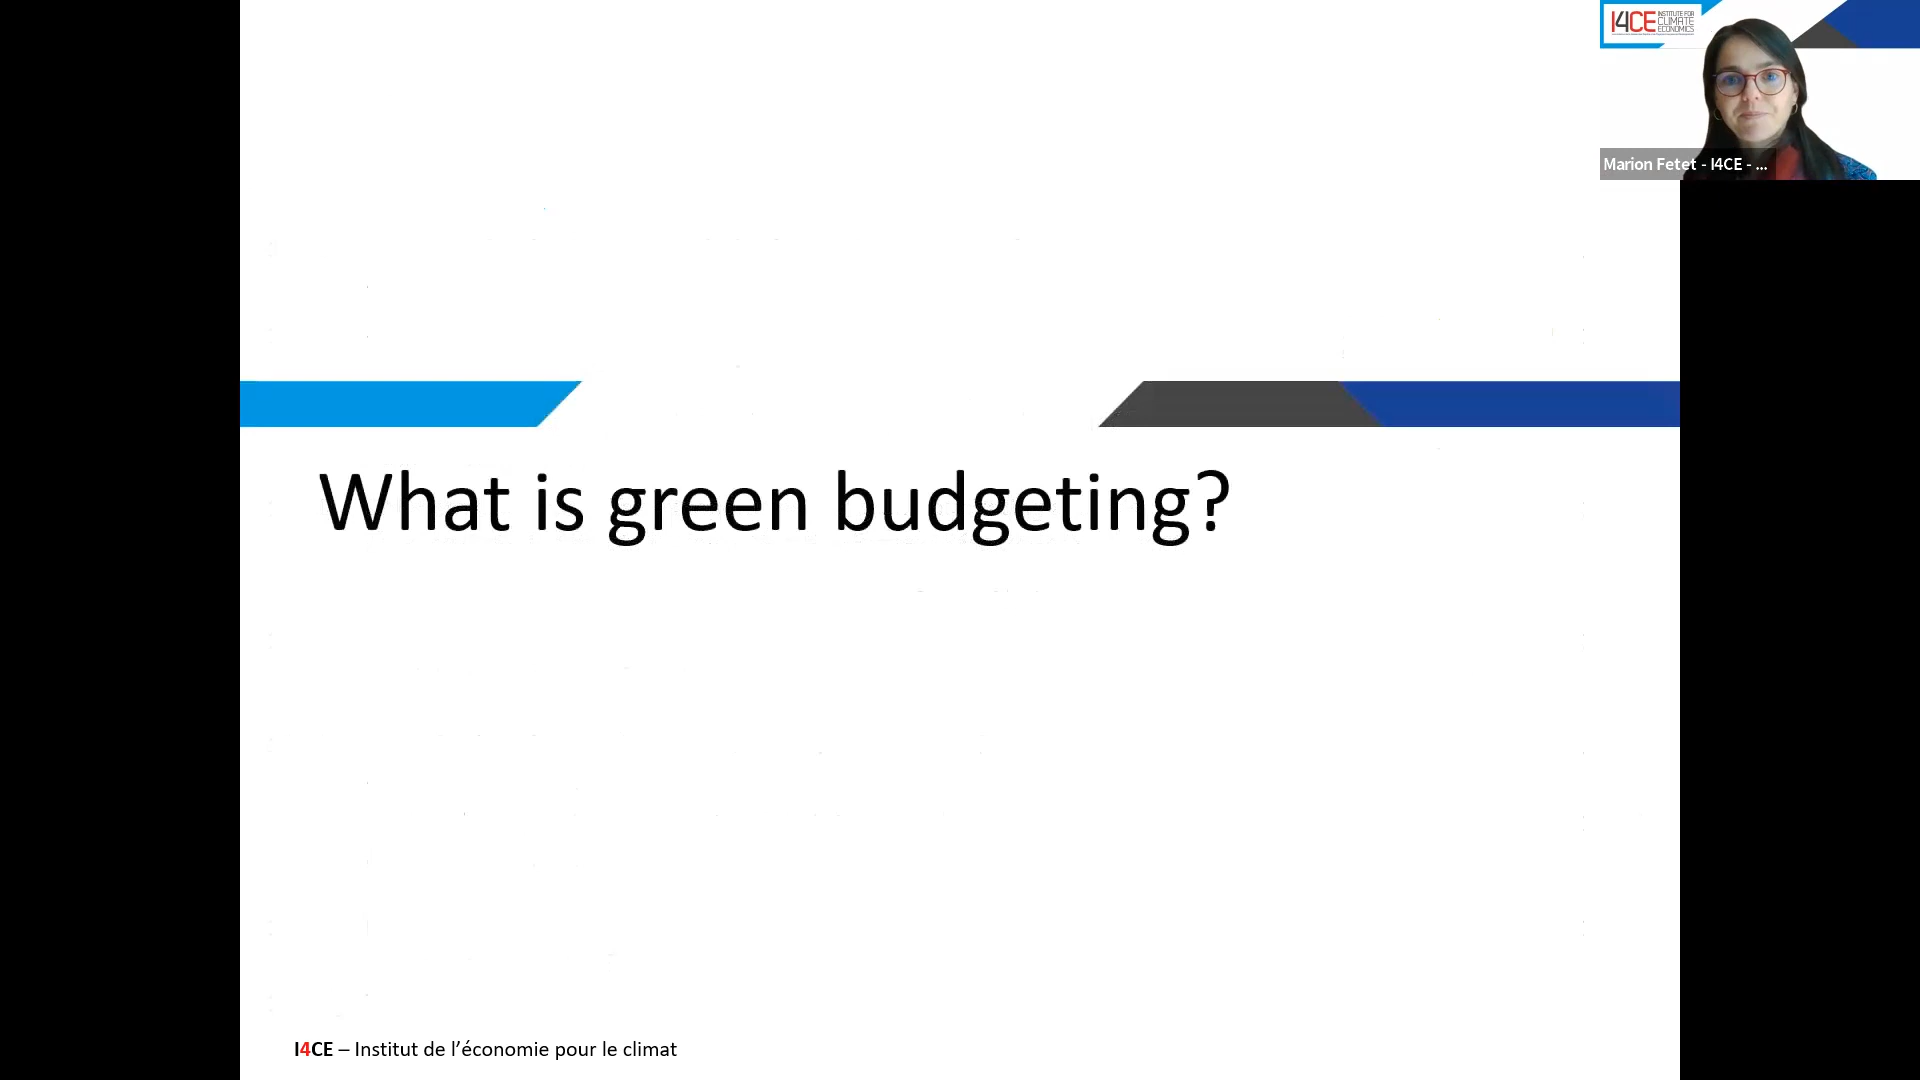 I4CE INSTITUTE FOR
CLIMATE
ECONOMICS
Marion Fetet - I4CE - ...
What is green budgeting?
I4CE – Institut de l’économie pour le climat